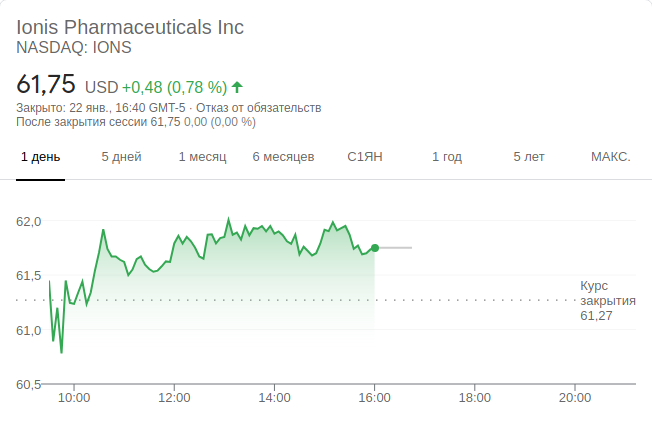 Ionis Pharmaceuticals Inc
NASDAQ: IONS
61,75 USD +0,48 (0,78 %)
Закрыто: 22 янв., 16:40 GMT-5 · Отказ от обязательств
После закрытия сессии 61,75 0,00 (0,00 %)
1 день 5 дней 1 месяц 6 месяцев С1ЯН 1 год 5 лет МАКС.
62,0
61,5
Курс
закрытия
61,27
61,0
60,5
10:00 12:00 14:00 16:00 18:00 20:00